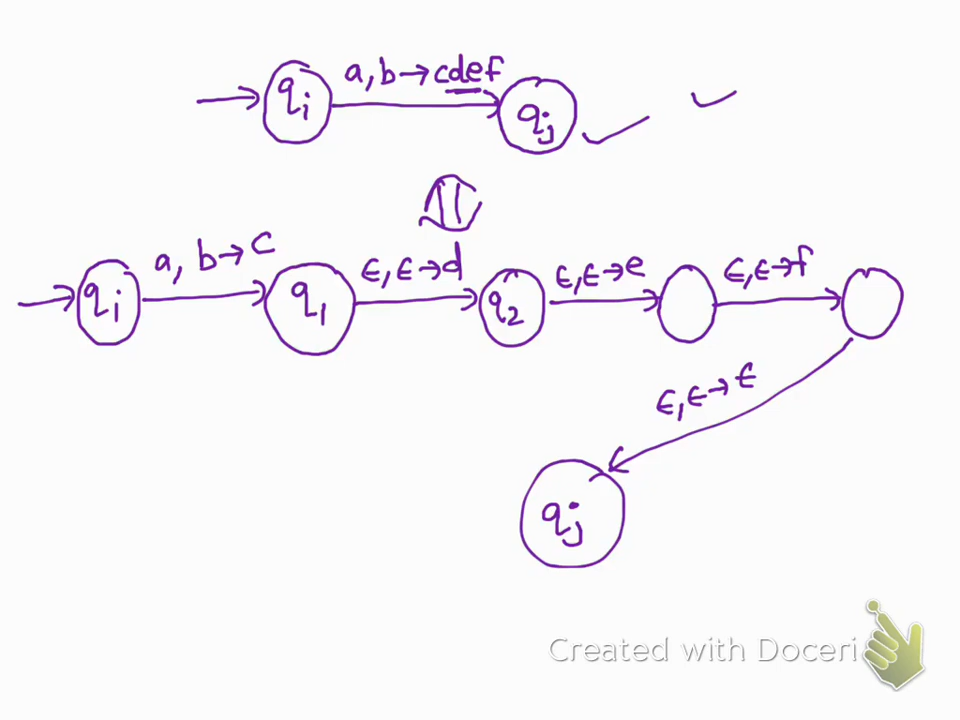 a, b → cdef
qi
qj
a, b → c
ϵ, ϵ → d
ϵ, ϵ → e
ϵ, ϵ → f
qi
q1
q2
ϵ, ϵ → ϵ
qj
Created with Doceri